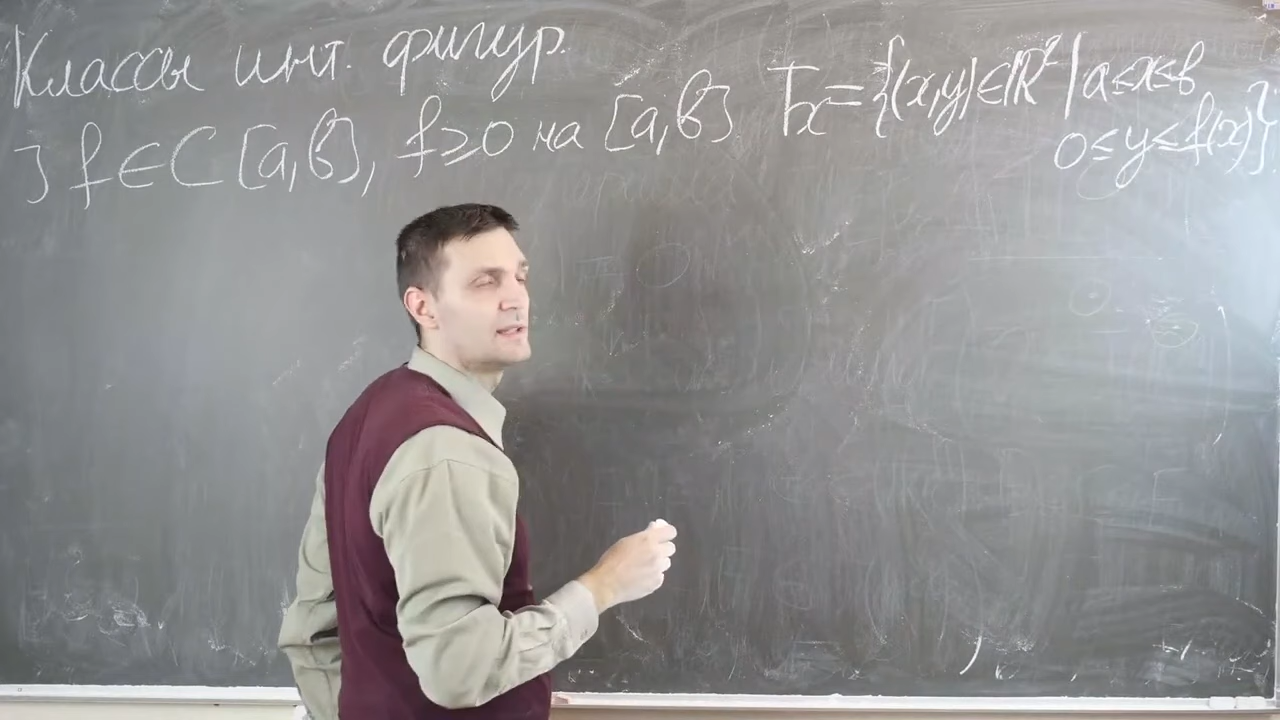 Классы инт. фигур.
] f ∈ C [a,b], f ≥ 0 на [a,b] Tₓ = {(x,y) ∈ ℝ² | a ≤ x ≤ b
0 ≤ y ≤ f(x)}